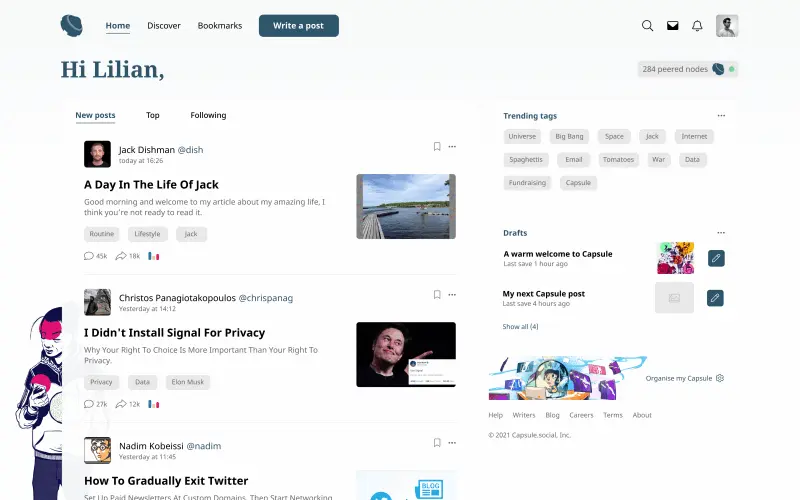 Home
Discover
Bookmarks
Write a post
Hi Lilian,
284 peered nodes
New posts
Top
Following
Jack Dishman @dish
today at 16:26
A Day In The Life Of Jack
Good morning and welcome to my article about my amazing life, I
think you're not ready to read it.
Routine
Lifestyle
Jack
45k
18k
Christos Panagiotakopoulos @chrispanag
Yesterday at 14:12
I Didn't Install Signal For Privacy
Why Your Right To Choice Is More Important Than Your Right To
Privacy.
Privacy
Data
Elon Musk
27k
12k
Nadim Kobeissi @nadim
Yesterday at 11:45
How To Gradually Exit Twitter
Set Up Paid Newsletters At Custom Domains, Then Start Networking
BLOG
Trending tags
Universe
Big Bang
Space
Jack
Internet
Spaghettis
Email
Tomatoes
War
Data
Fundraising
Capsule
Drafts
A warm welcome to Capsule
Last save 1 hour ago
My next Capsule post
Last save 4 hours ago
Show all (4)
Organise my Capsule
Help
Writers
Blog
Careers
Terms
About
© 2021 Capsule.social, Inc.